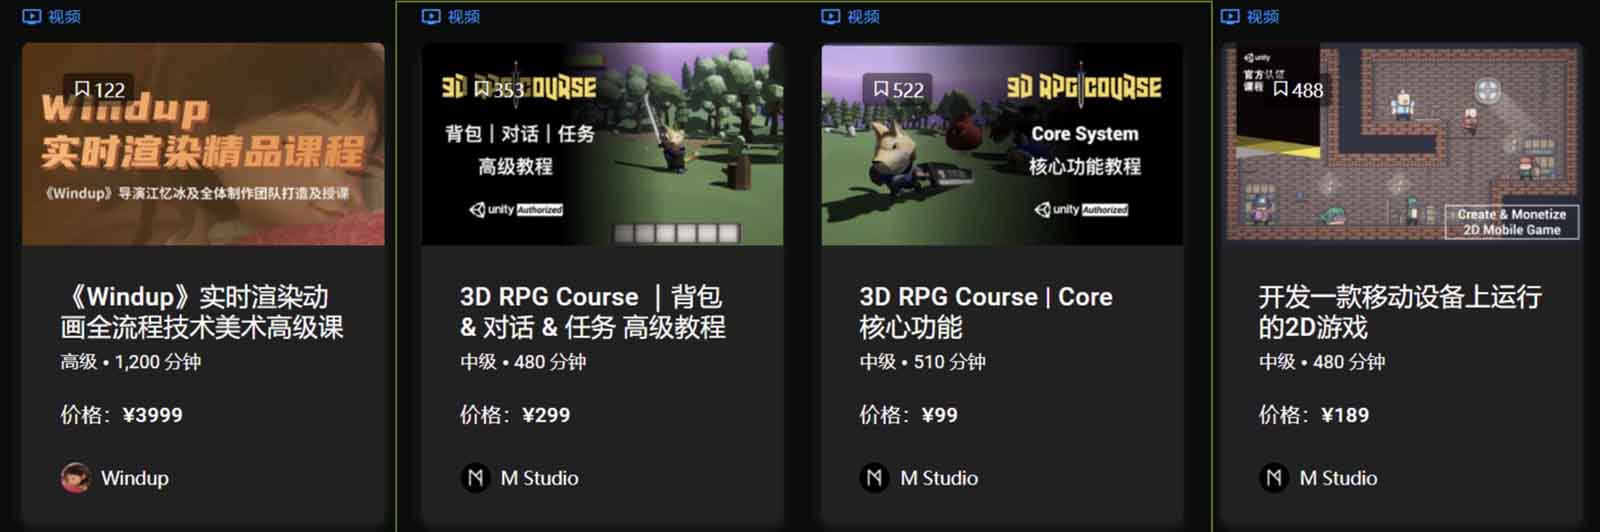 视频
122
Windup
实时渲染精品课程
《Windup》导演江忆冰及全体制作团队打造及授课
《Windup》实时渲染动
画全流程技术美术高级课
高级 • 1,200 分钟
价格：¥3999
Windup
视频
353
3D RPG COURSE
背包｜对话｜任务
高级教程
unity Authorized
3D RPG Course ｜背包
& 对话 & 任务 高级教程
中级 • 480 分钟
价格：¥299
M Studio
视频
522
3D RPG COURSE
Core System
核心功能教程
unity Authorized
3D RPG Course | Core
核心功能
中级 • 510 分钟
价格：¥99
M Studio
视频
unity
官方认证
课程
488
Create & Monetize
2D Mobile Game
开发一款移动设备上运行
的2D游戏
中级 • 480 分钟
价格：¥189
M Studio